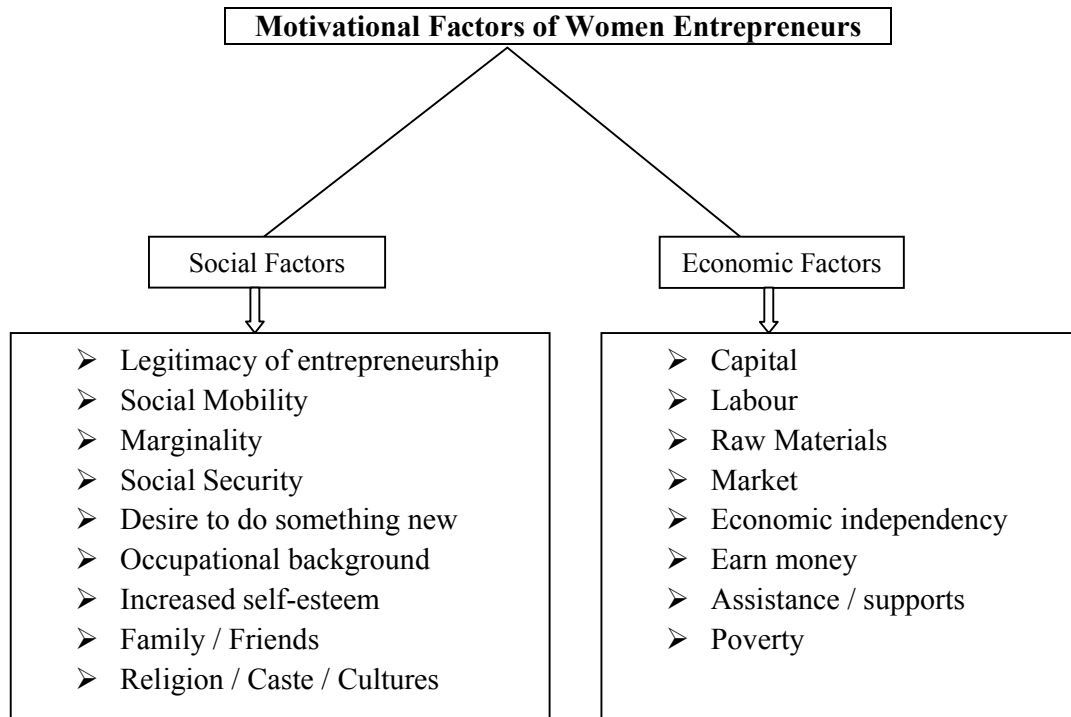 Motivational Factors of Women Entrepreneurs
Social Factors
Economic Factors
➢ Legitimacy of entrepreneurship
➢ Social Mobility
➢ Marginality
➢ Social Security
➢ Desire to do something new
➢ Occupational background
➢ Increased self-esteem
➢ Family / Friends
➢ Religion / Caste / Cultures
➢ Capital
➢ Labour
➢ Raw Materials
➢ Market
➢ Economic independency
➢ Earn money
➢ Assistance / supports
➢ Poverty